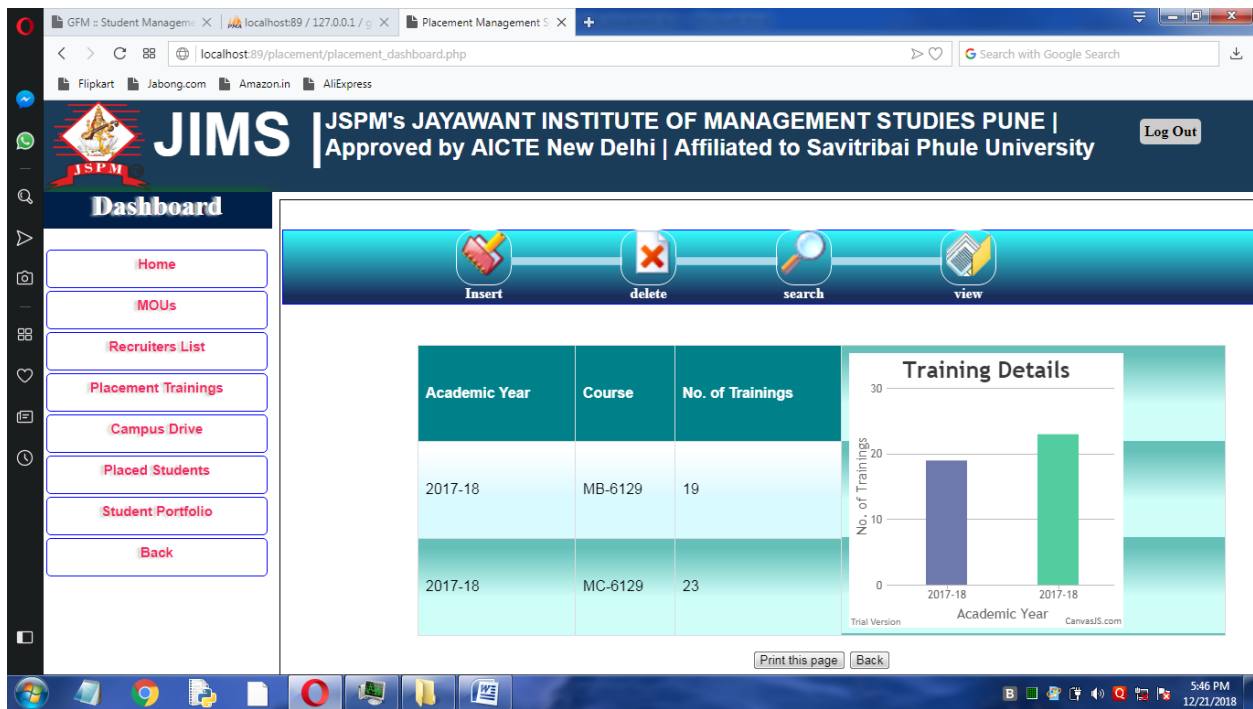 GFM :: Student Manageme
localhost:89 / 127.0.0.1 / g
Placement Management S
localhost:89/placement/placement_dashboard.php
G Search with Google Search
Flipkart
Jabong.com
Amazon.in
AliExpress
JSPM
JIMS
JSPM's JAYAWANT INSTITUTE OF MANAGEMENT STUDIES PUNE |
Approved by AICTE New Delhi | Affiliated to Savitribai Phule University
Log Out
Dashboard
Home
MOUs
Recruiters List
Placement Trainings
Campus Drive
Placed Students
Student Portfolio
Back
Insert
delete
search
view
Academic Year
Course
No. of Trainings
2017-18
MB-6129
19
2017-18
MC-6129
23
Training Details
30
20
10
0
No. of Trainings
2017-18
2017-18
Academic Year
Trial Version
CanvasJS.com
Print this page
Back
5:46 PM
12/21/2018